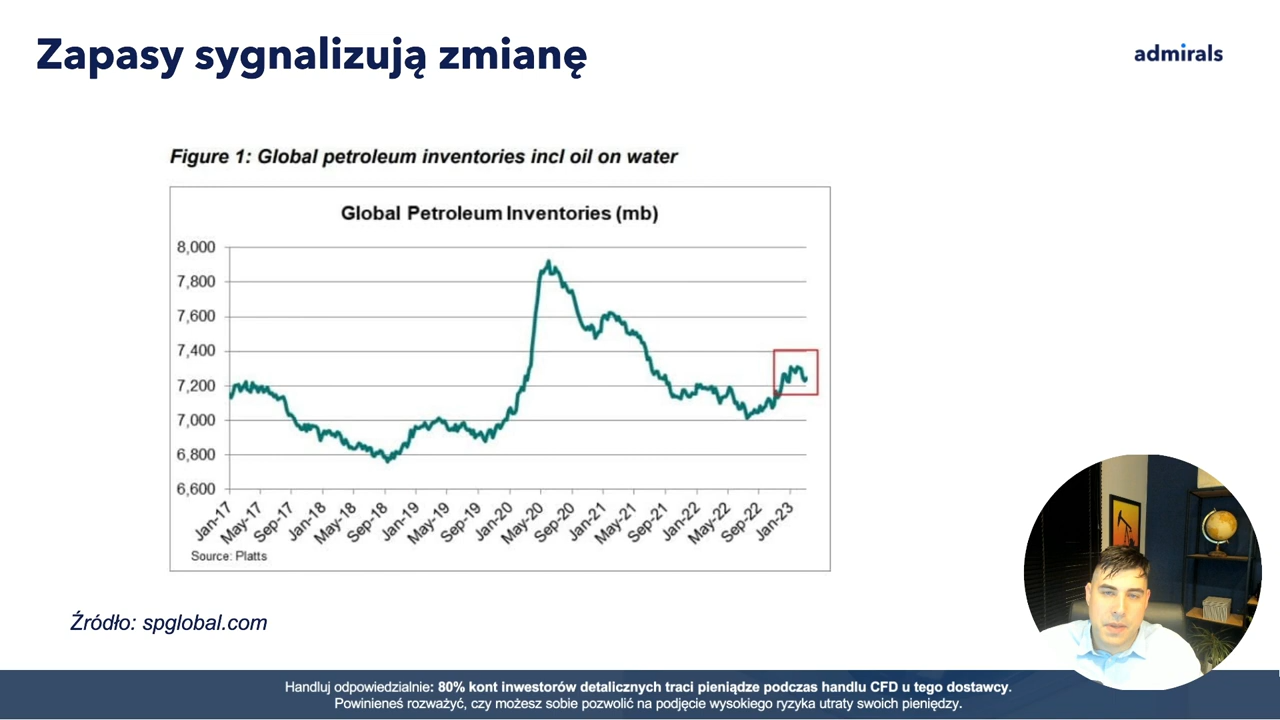 Zapasy sygnalizują zmianę
admirals
Figure 1: Global petroleum inventories incl oil on water
Global Petroleum Inventories (mb)
8,000
7,800
7,600
7,400
7,200
7,000
6,800
6,600
Jan-17 May-17 Sep-17 Jan-18 May-18 Sep-18 Jan-19 May-19 Sep-19 Jan-20 May-20 Sep-20 Jan-21 May-21 Sep-21 Jan-22 May-22 Sep-22 Jan-23
Source: Platts
Źródło: spglobal.com
Handluj odpowiedzialnie: 80% kont inwestorów detalicznych traci pieniądze podczas handlu CFD u tego dostawcy.
Powinieneś rozważyć, czy możesz sobie pozwolić na podjęcie wysokiego ryzyka utraty swoich pieniędzy.